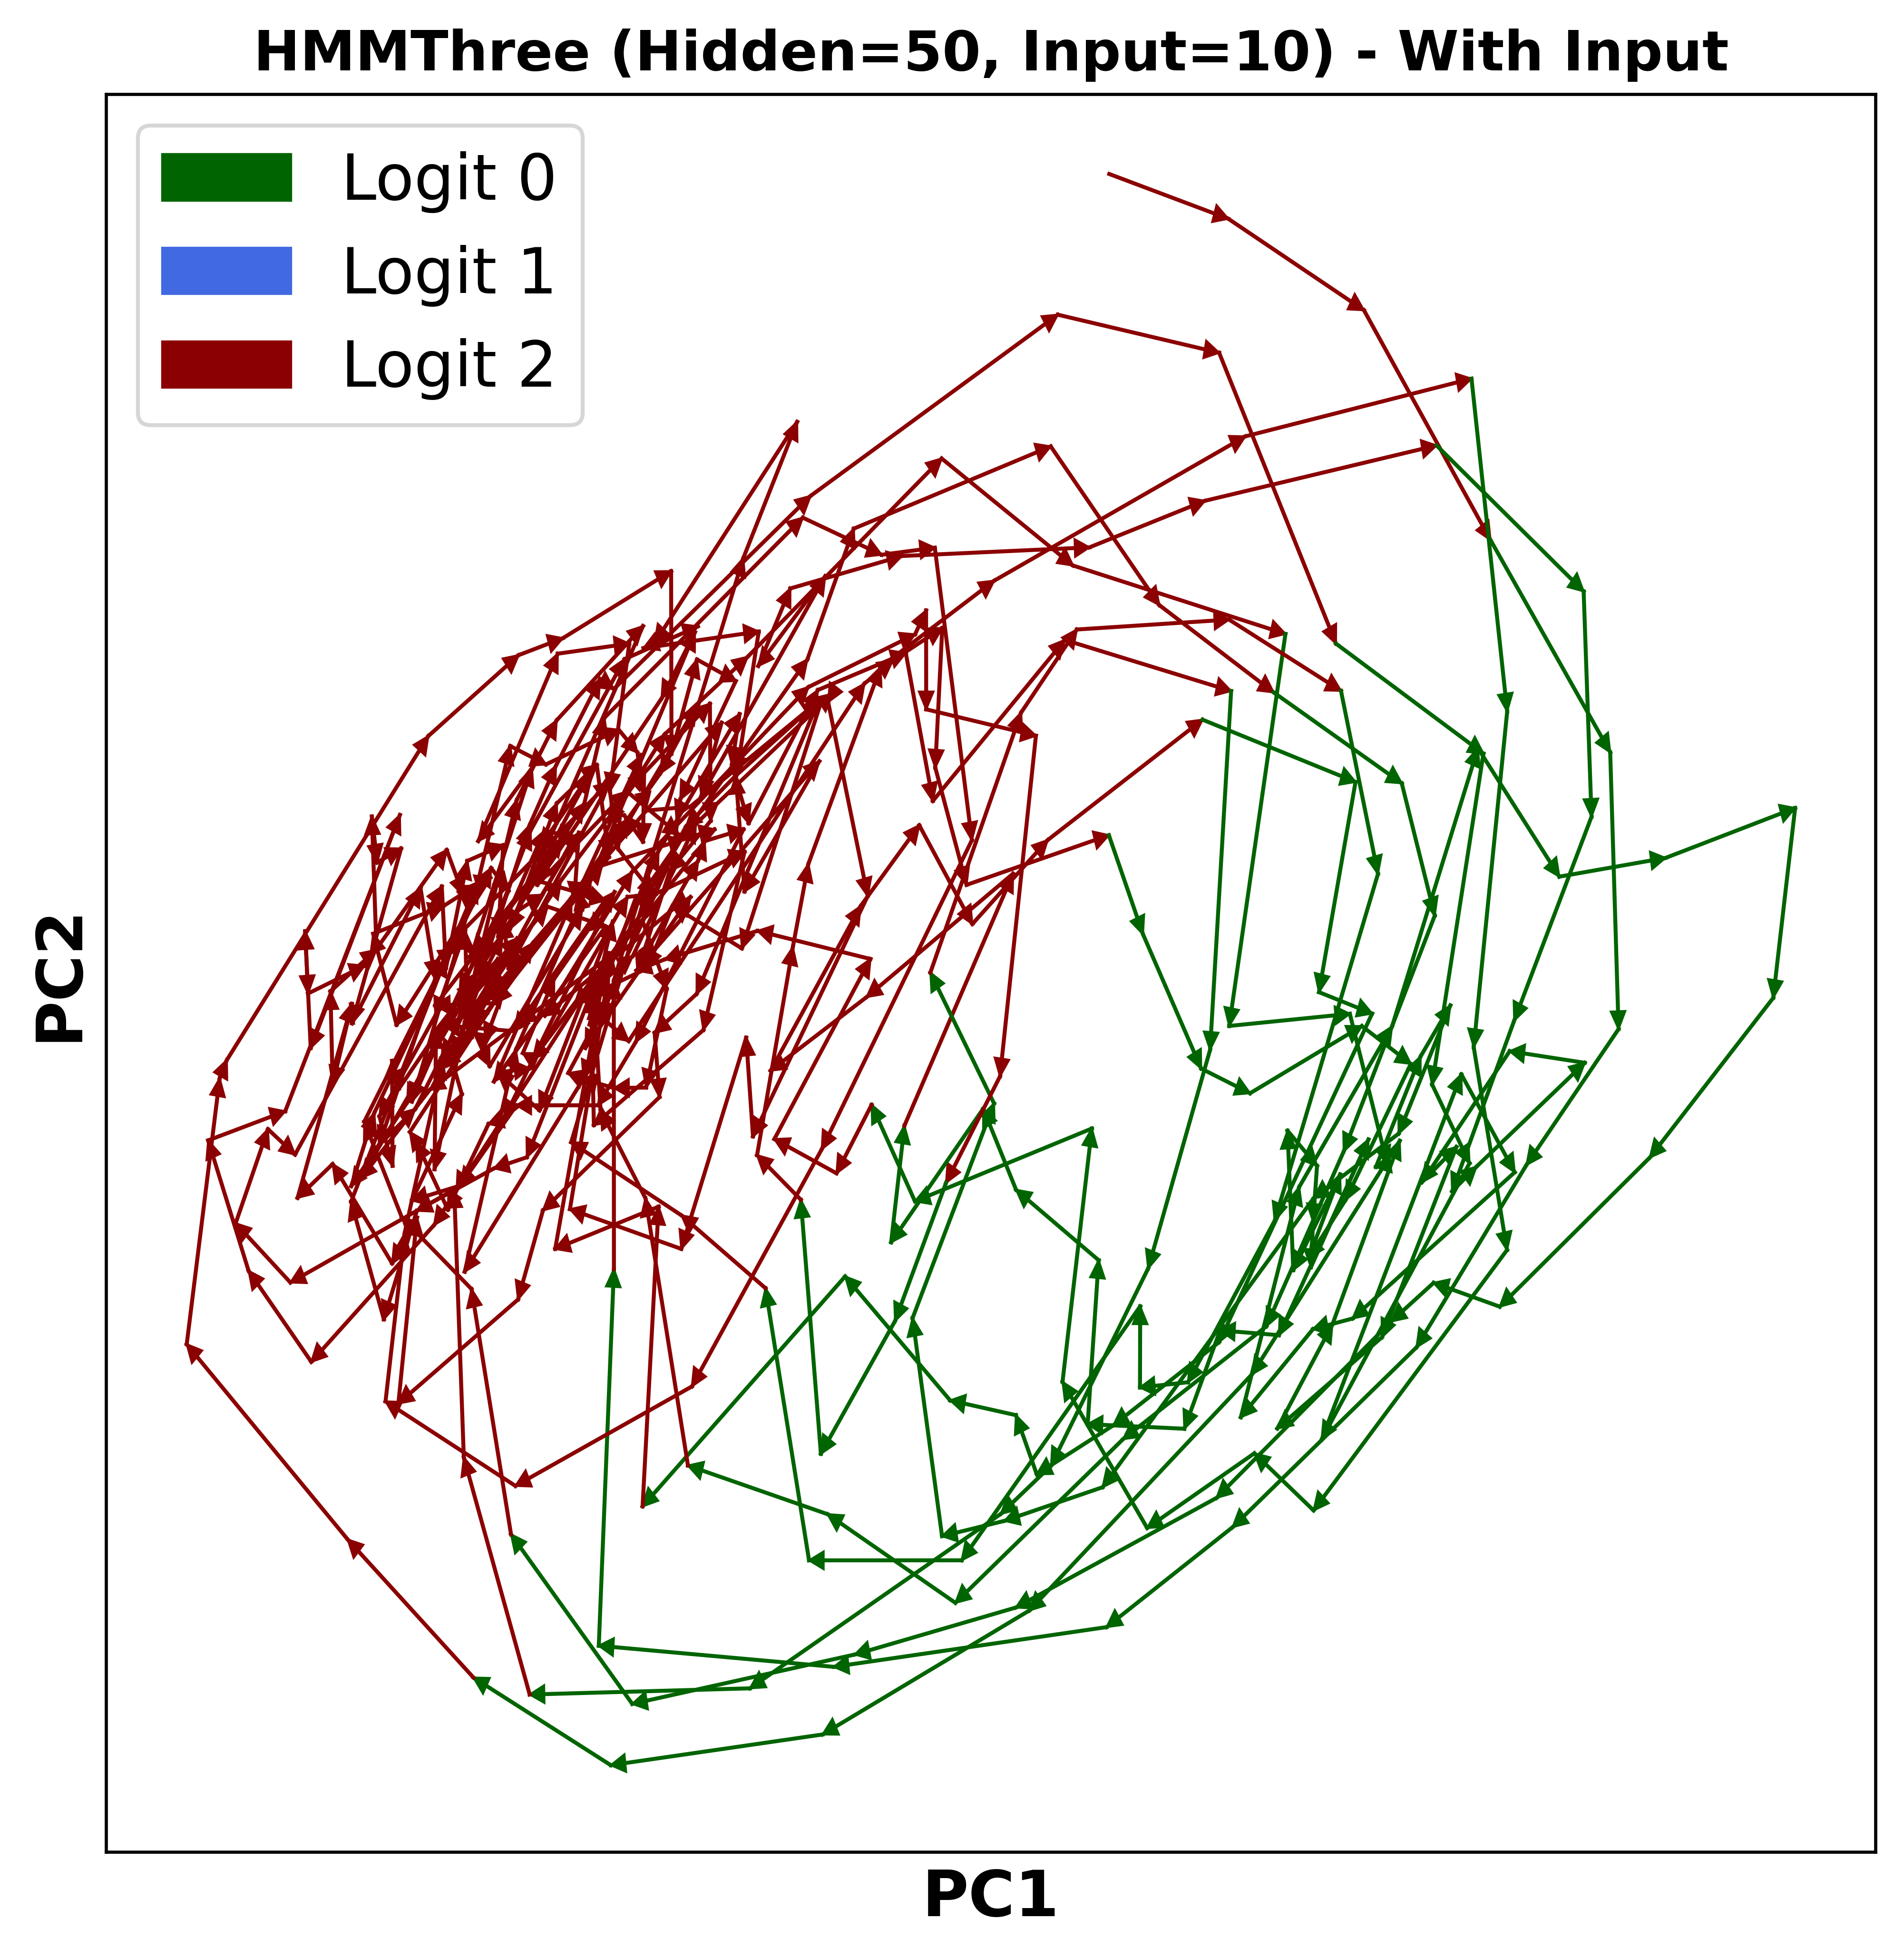 HMMThree (Hidden=50, Input=10) - With Input
Logit 0
Logit 1
Logit 2
PC2
PC1